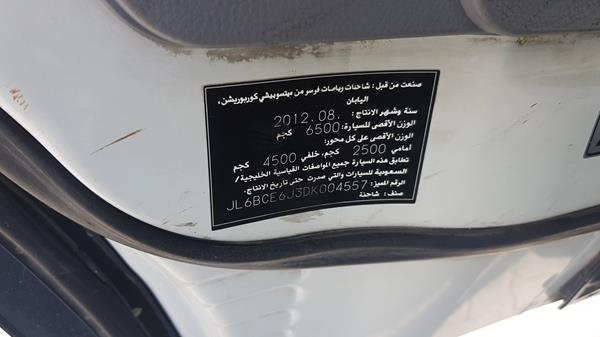 صنعت من قبل : شاحنات وباصات فوسو من ميتسوبيشي كوربوريشن،
اليابان
سنة وشهر الانتاج : 2012.08.
الوزن الأقصى للسيارة: 6500 كجم
الوزن الأقصى على كل محور:
أمامي 2500 كجم، خلفي 4500 كجم
تطابق هذه السيارة جميع المواصفات القياسية الخليجية /
السعودية للسيارات والتي صدرت حتى تاريخ الانتاج.
الرقم المميز: JL6BCE6J3DK004557
صنف : شاحنة